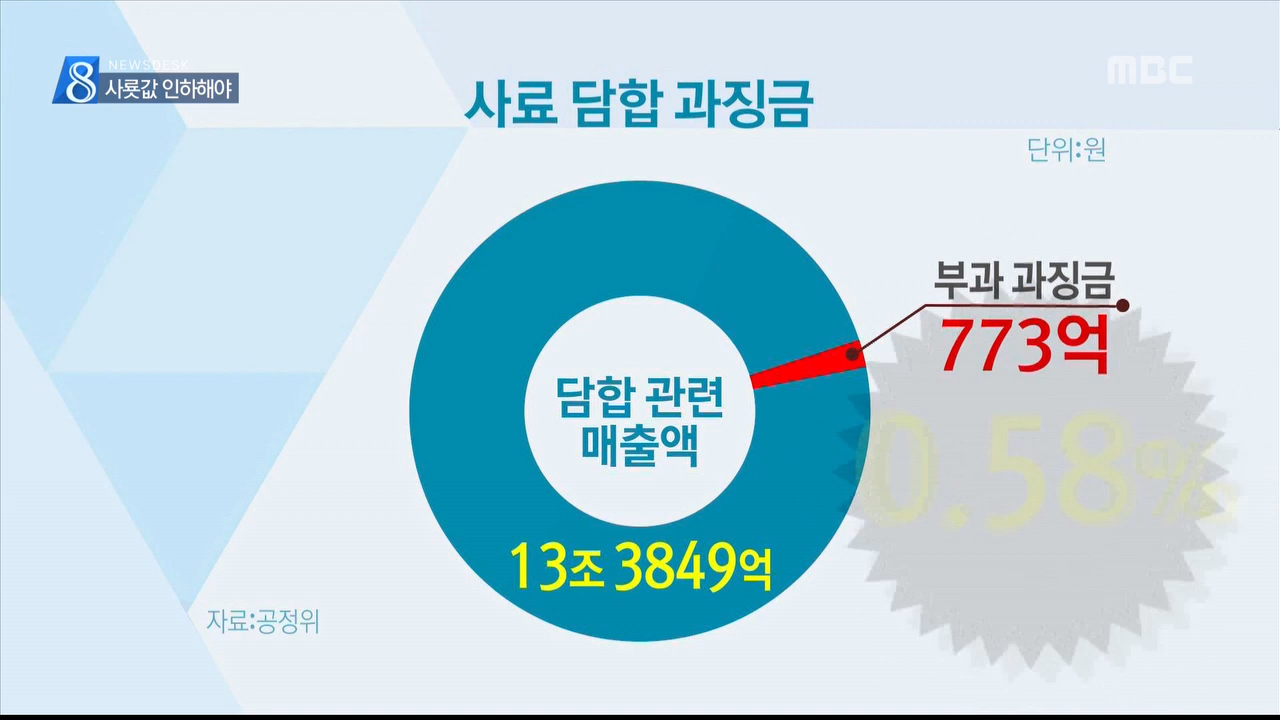 NEWSDESK
8 사룟값 인하해야
MBC
사료 담합 과징금
단위:원
부과 과징금
773억
0.58%
담합 관련
매출액
13조 3849억
자료:공정위